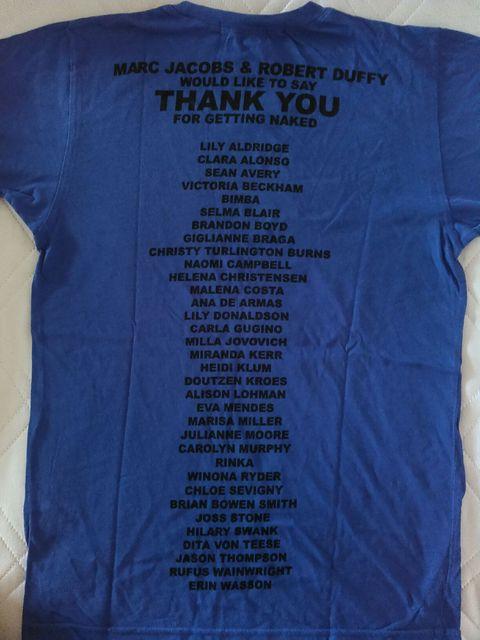 MARC JACOBS & ROBERT DUFFY
WOULD LIKE TO SAY
THANK YOU
FOR GETTING NAKED
LILY ALDRIDGE
CLARA ALONSO
SEAN AVERY
VICTORIA BECKHAM
BIMBA
SELMA BLAIR
BRANDON BOYD
GIGLIANNE BRAGA
CHRISTY TURLINGTON BURNS
NAOMI CAMPBELL
HELENA CHRISTENSEN
MALENA COSTA
ANA DE ARMAS
LILY DONALDSON
CARLA GUGINO
MILLA JOVOVICH
MIRANDA KERR
HEIDI KLUM
DOUTZEN KROES
ALISON LOHMAN
EVA MENDES
MARISA MILLER
JULIANNE MOORE
CAROLYN MURPHY
RINKA
WINONA RYDER
CHLOE SEVIGNY
BRIAN BOWEN SMITH
JOSS STONE
HILARY SWANK
DITA VON TEESE
JASON THOMPSON
RUFUS WAINWRIGHT
ERIN WASSON